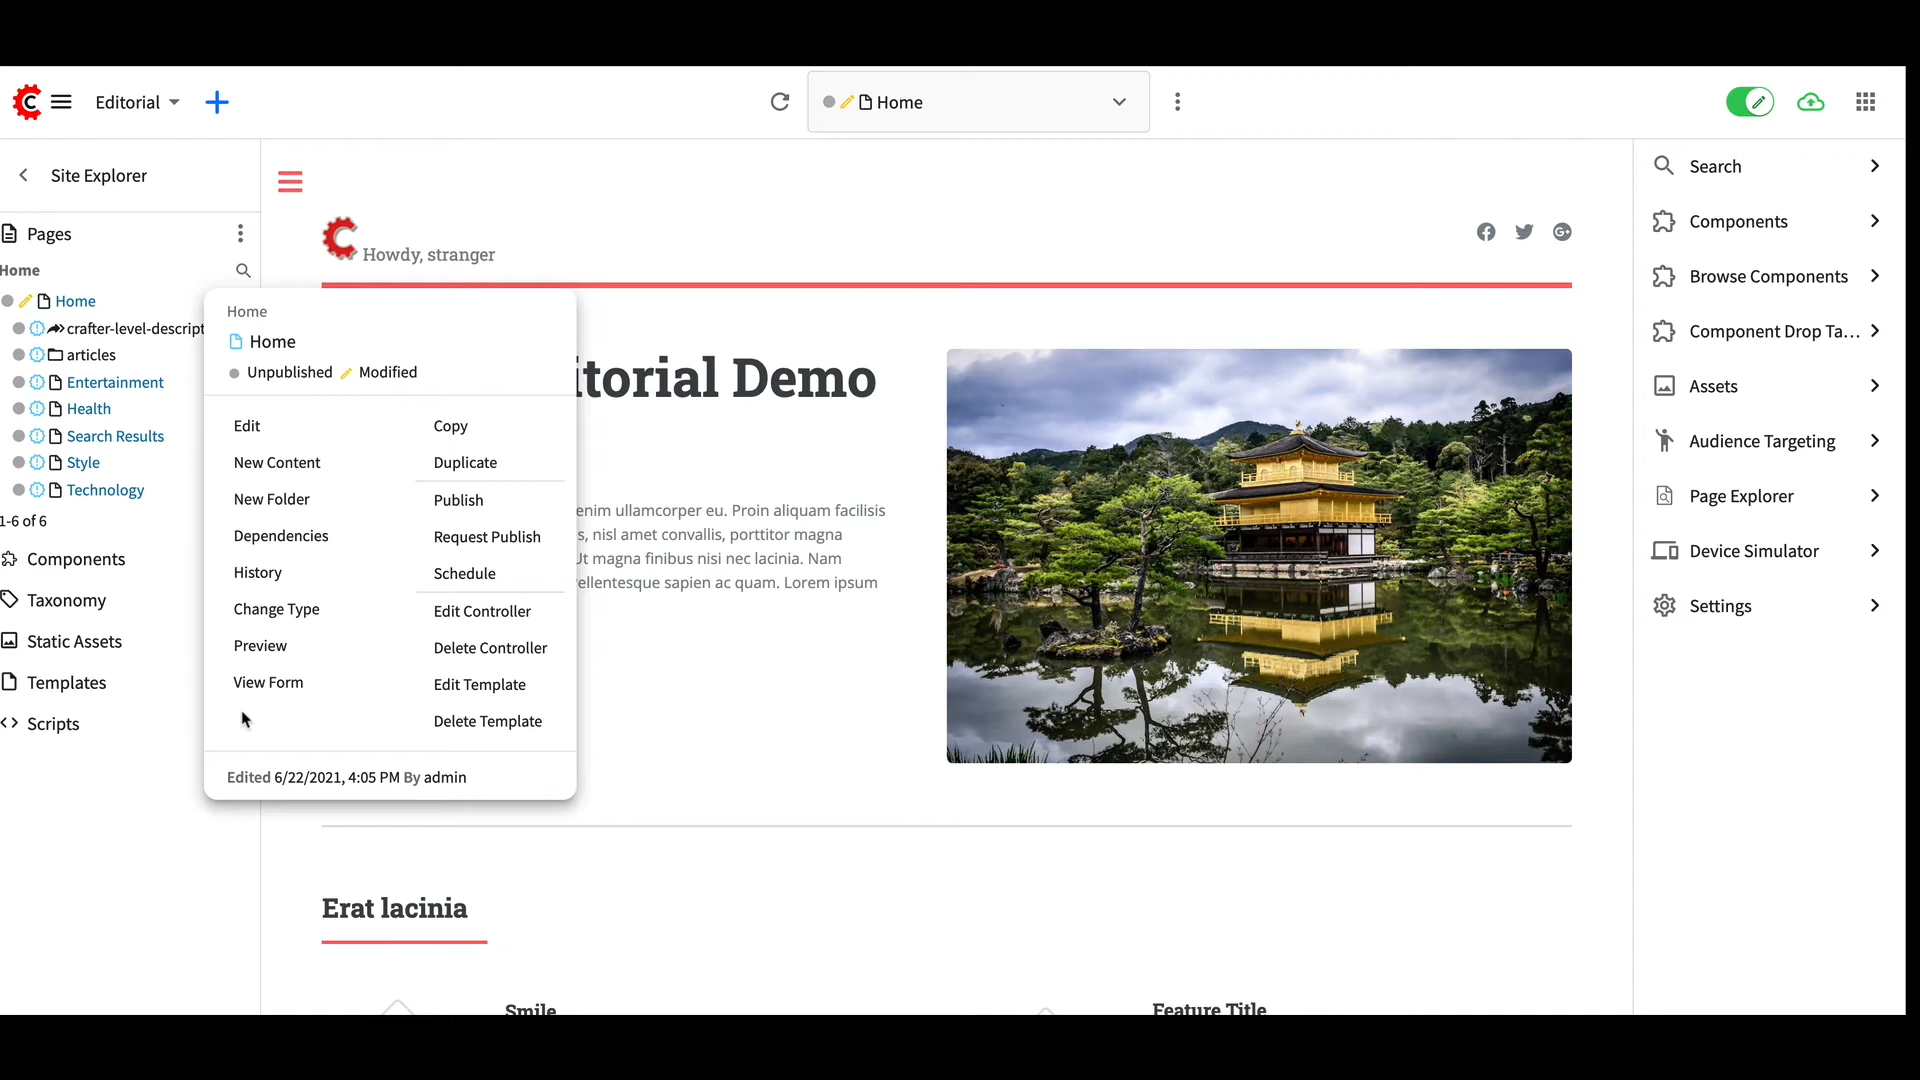 Editorial
Home
Site Explorer
Pages
Home
Home
crafter-level-descript
articles
Entertainment
Health
Search Results
Style
Technology
1-6 of 6
Components
Taxonomy
Static Assets
Templates
Scripts
Home
Home
Unpublished Modified
Edit
New Content
New Folder
Dependencies
History
Change Type
Preview
View Form
Copy
Duplicate
Publish
Request Publish
Schedule
Edit Controller
Delete Controller
Edit Template
Delete Template
Edited 6/22/2021, 4:05 PM By admin
C Howdy, stranger
itorial Demo
enim ullamcorper eu. Proin aliquam facilisis
s, nisl amet convallis, porttitor magna
Ut magna finibus nisi nec lacinia. Nam
ellentesque sapien ac quam. Lorem ipsum
Erat lacinia
Smile
Feature Title
Search
Components
Browse Components
Component Drop Ta...
Assets
Audience Targeting
Page Explorer
Device Simulator
Settings